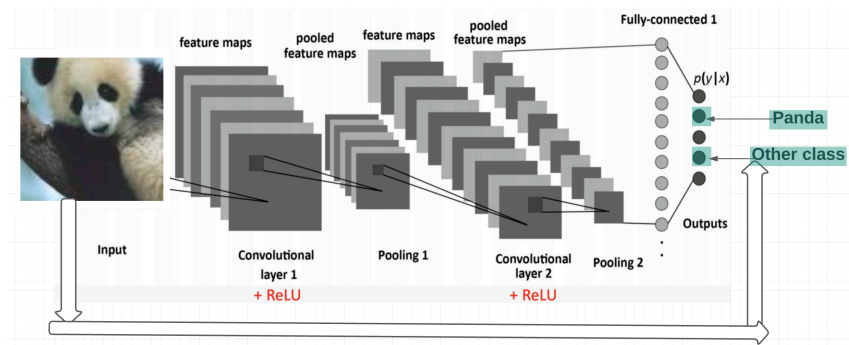 feature maps
pooled
feature maps
feature maps
pooled
feature maps
Fully-connected 1
p(y|x)
Panda
Other class
Outputs
Input
Convolutional
layer 1
Pooling 1
Convolutional
layer 2
Pooling 2
+ ReLU
+ ReLU